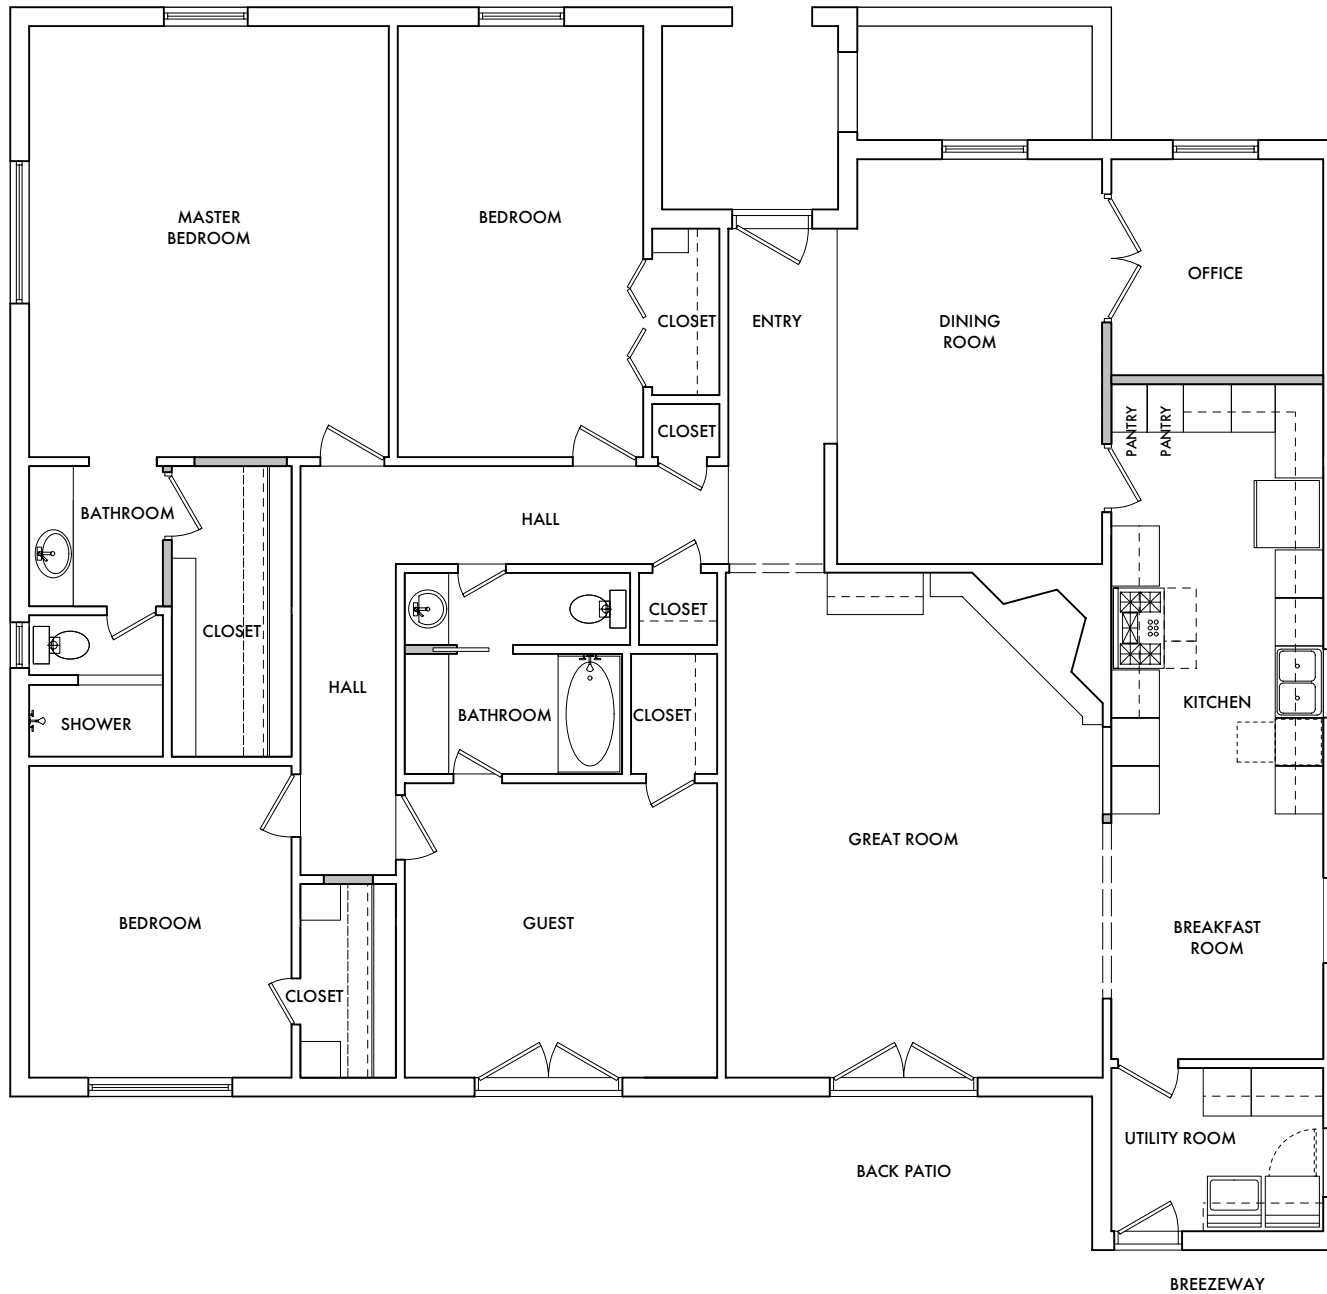 MASTER
BEDROOM
BEDROOM
CLOSET
ENTRY
DINING
ROOM
OFFICE
CLOSET
PANTRY
PANTRY
BATHROOM
HALL
CLOSET
CLOSET
HALL
SHOWER
BATHROOM
CLOSET
KITCHEN
GREAT ROOM
BEDROOM
GUEST
BREAKFAST
ROOM
CLOSET
UTILITY ROOM
BACK PATIO
BREEZEWAY